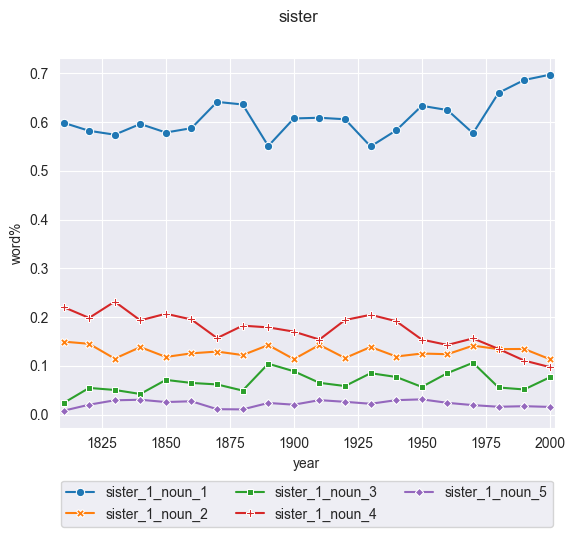 sister
0.7
0.6
0.5
0.4
0.3
0.2
0.1
0.0
word%
1825 1850 1875 1900 1925 1950 1975 2000
year
sister_1_noun_1 sister_1_noun_3 sister_1_noun_5
sister_1_noun_2 sister_1_noun_4